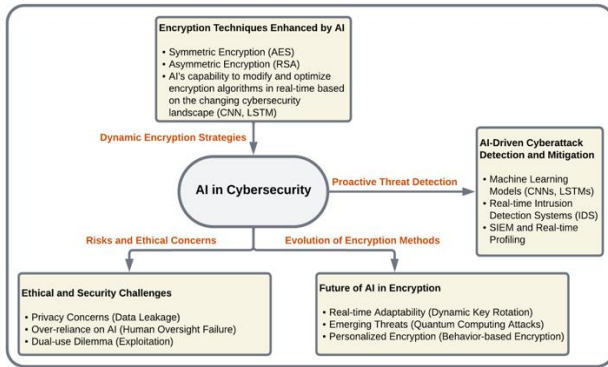 Encryption Techniques Enhanced by AI
• Symmetric Encryption (AES)
• Asymmetric Encryption (RSA)
• AI's capability to modify and optimize
encryption algorithms in real-time based
on the changing cybersecurity
landscape (CNN, LSTM)
Dynamic Encryption Strategies
AI in Cybersecurity
Proactive Threat Detection
AI-Driven Cyberattack
Detection and Mitigation
• Machine Learning
Models (CNNs, LSTMs)
• Real-time Intrusion
Detection Systems (IDS)
• SIEM and Real-time
Profiling
Risks and Ethical Concerns
Evolution of Encryption Methods
Ethical and Security Challenges
• Privacy Concerns (Data Leakage)
• Over-reliance on AI (Human Oversight Failure)
• Dual-use Dilemma (Exploitation)
Future of AI in Encryption
• Real-time Adaptability (Dynamic Key Rotation)
• Emerging Threats (Quantum Computing Attacks)
• Personalized Encryption (Behavior-based Encryption)